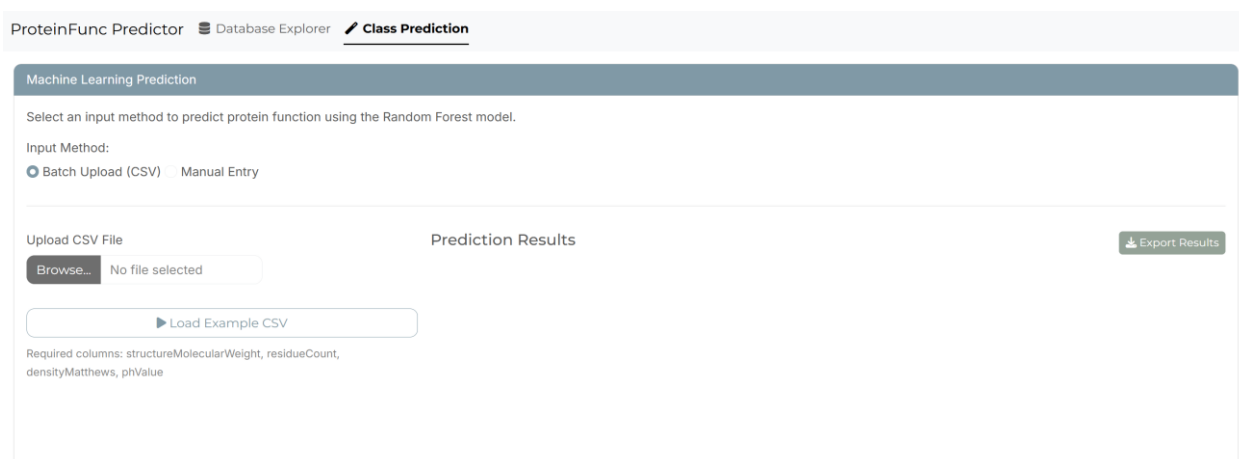 ProteinFunc Predictor Database Explorer Class Prediction
Machine Learning Prediction
Select an input method to predict protein function using the Random Forest model.
Input Method:
Batch Upload (CSV) Manual Entry
Upload CSV File
Prediction Results
Export Results
Browse... No file selected
Load Example CSV
Required columns: structureMolecularWeight, residueCount,
densityMatthews, phValue